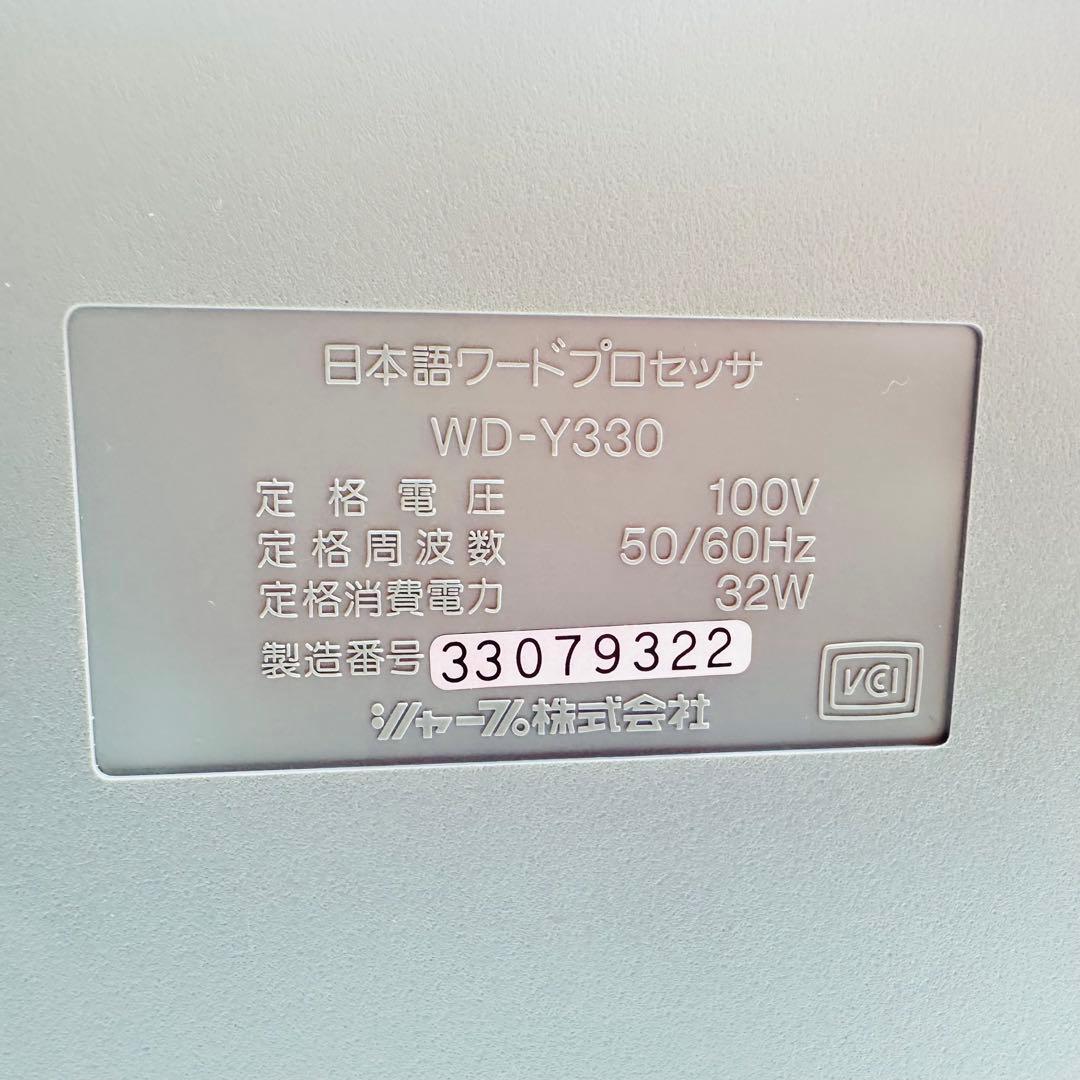 日本語ワードプロセッサ
WD-Y330
定格電圧 100V
定格周波数 50/60Hz
定格消費電力 32W
製造番号 33079322
シャープ株式会社
VCI